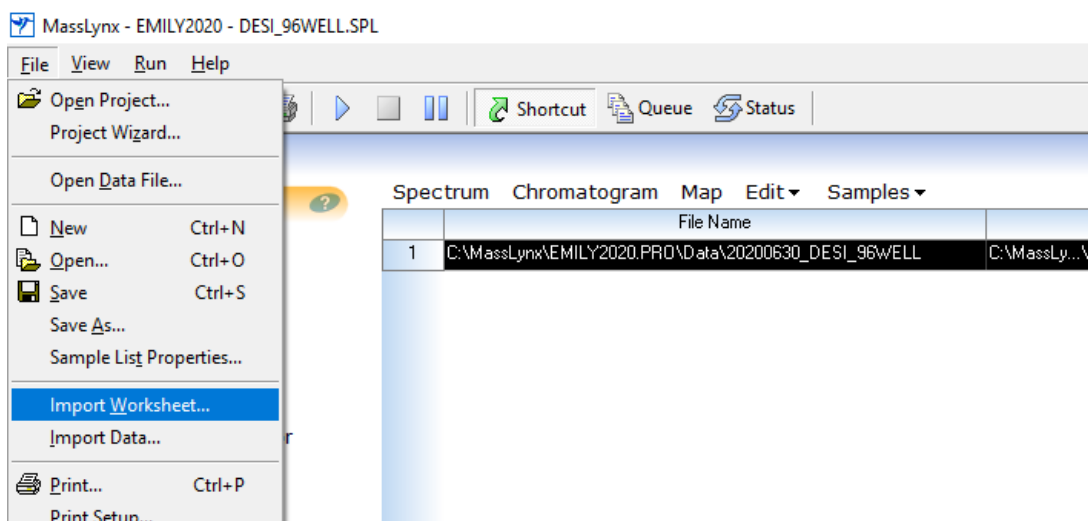 MassLynx - EMILY2020 - DESI_96WELL.SPL
File View Run Help
Open Project...
Shortcut Queue Status
Project Wizard...
Open Data File...
Spectrum Chromatogram Map Edit Samples
New Ctrl+N
File Name
Open... Ctrl+O
1 C:\MassLynx\EMILY2020.PRO\Data\20200630_DESI_96WELL C:\MassLy...\
Save Ctrl+S
Save As...
Sample List Properties...
Import Worksheet...
Import Data...
r
Print... Ctrl+P
Print Setup...